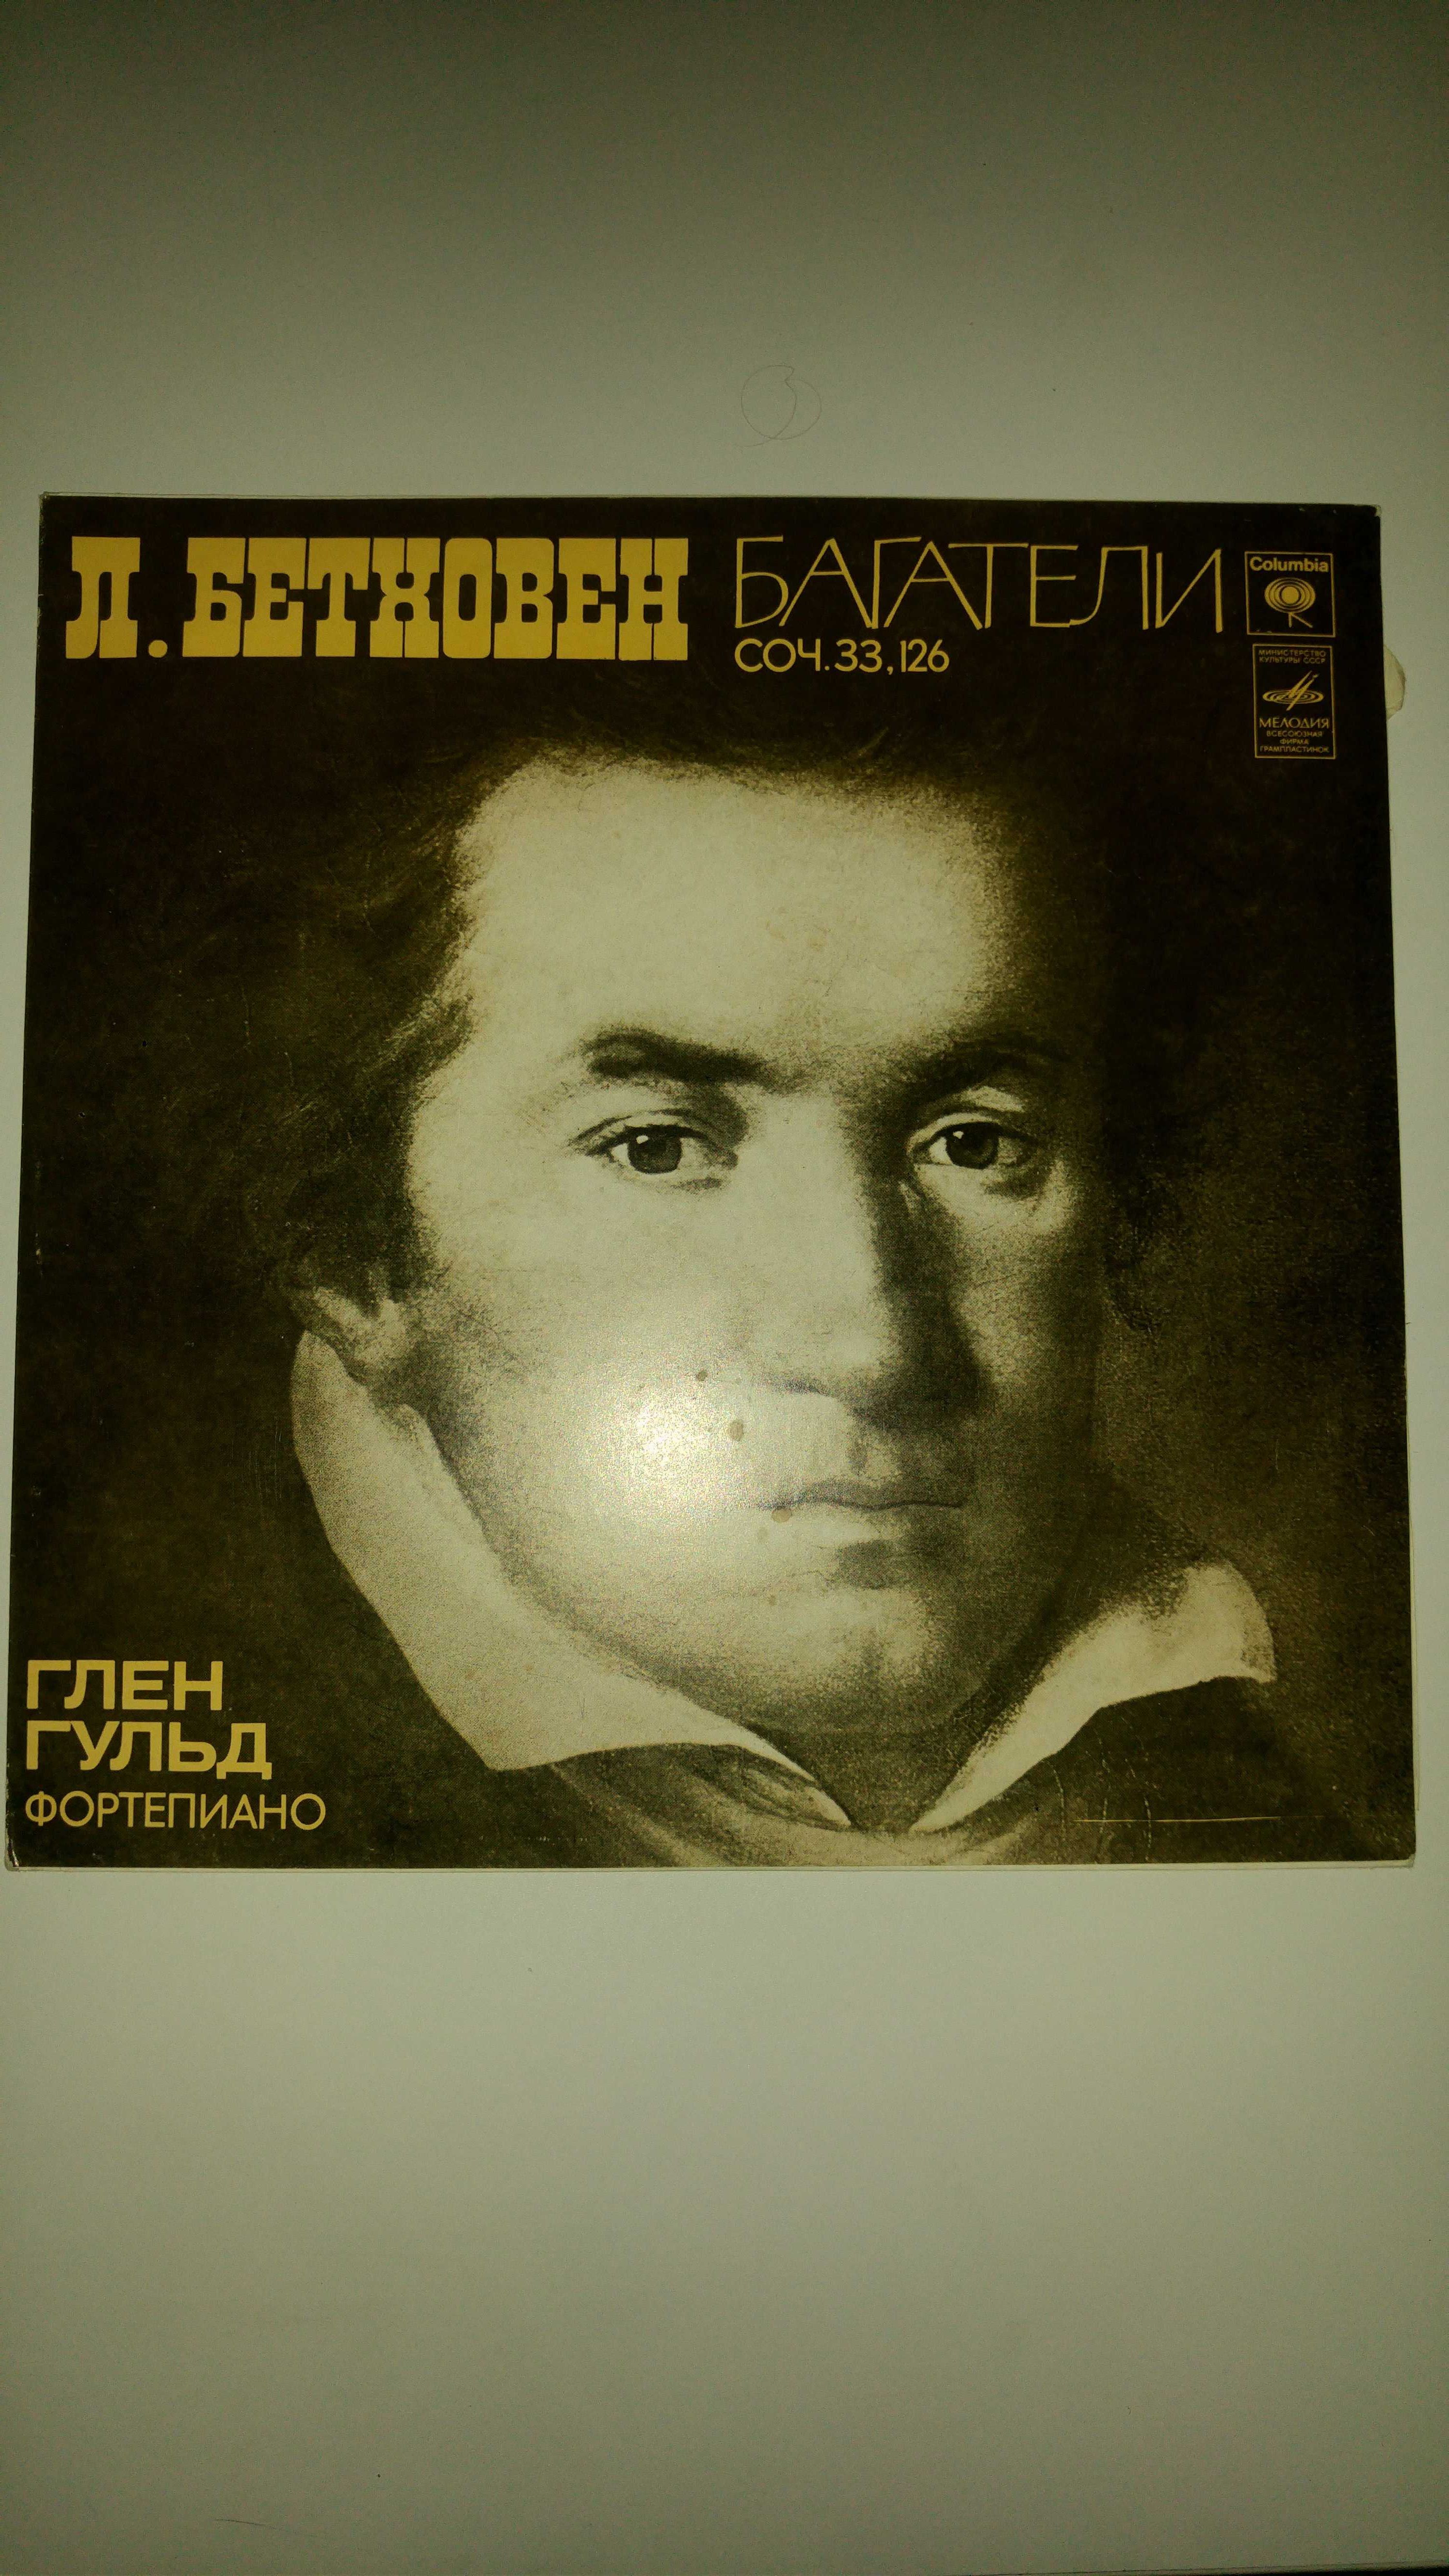 Л. БЕТХОВЕН
БАГАТЕЛИ
СОЧ. 33, 126
Columbia
МИНИСТЕРСТВО
КУЛЬТУРЫ СССР
МЕЛОДИЯ
ВСЕСОЮЗНАЯ
ФИРМА
ГРАМПЛАСТИНОК
ГЛЕН
ГУЛЬД
ФОРТЕПИАНО